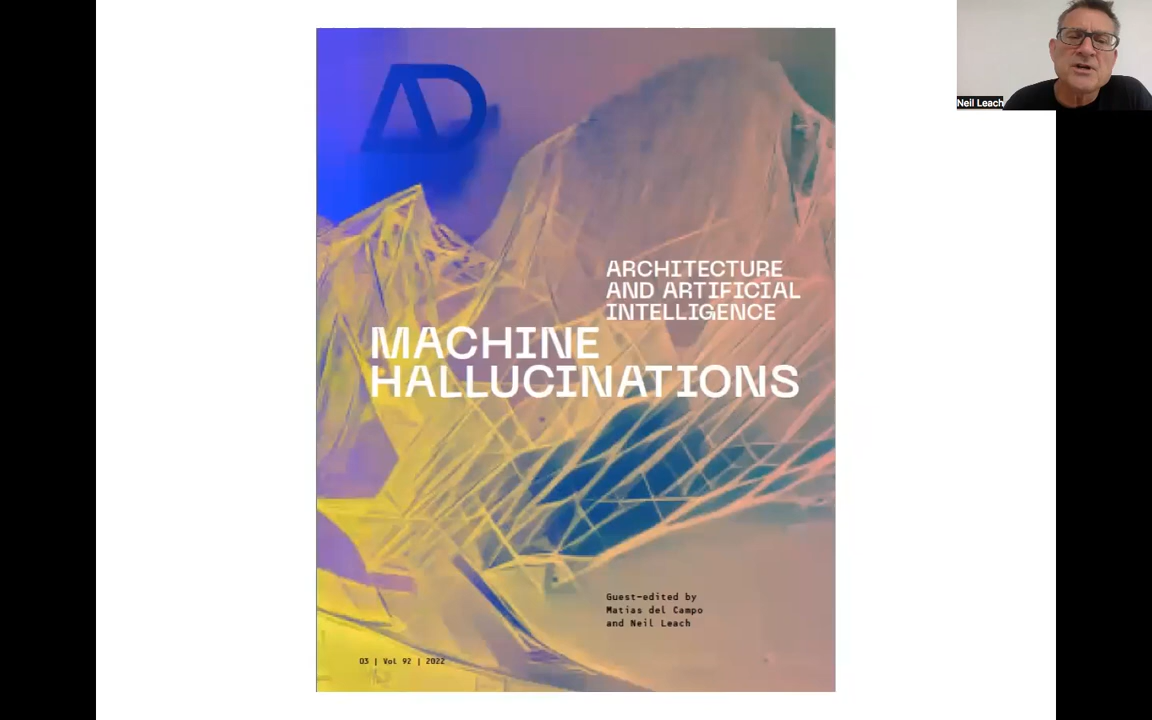 AD
Neil Leach
ARCHITECTURE
AND ARTIFICIAL
INTELLIGENCE
MACHINE
HALLUCINATIONS
Guest-edited by
Matias del Campo
and Neil Leach
03 | Vol 92 | 2022